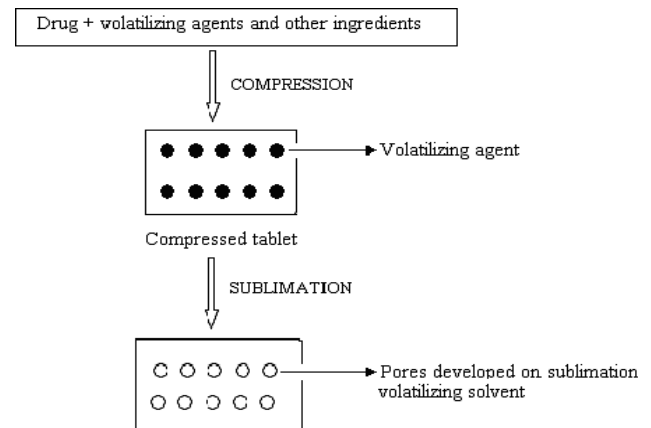 Drug + volatilizing agents and other ingredients
COMPRESSION
Volatilizing agent
Compressed tablet
SUBLIMATION
Pores developed on sublimation
volatilizing solvent